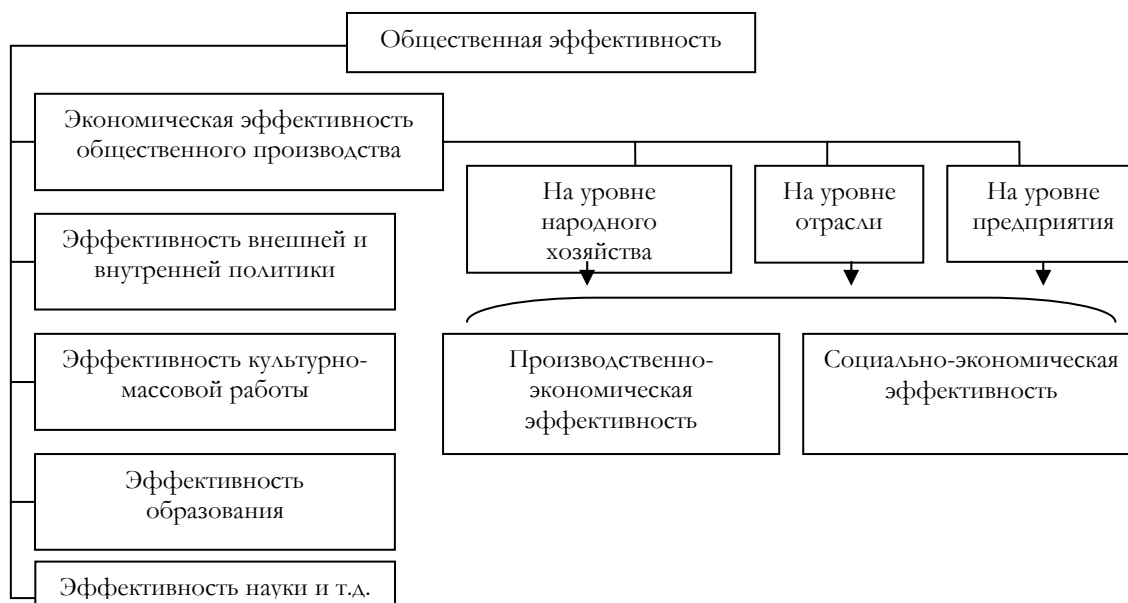 Общественная эффективность
Экономическая эффективность
общественного производства
На уровне
народного
хозяйства
На уровне
отрасли
На уровне
предприятия
Эффективность внешней и
внутренней политики
Производственно-
экономическая
эффективность
Социально-экономическая
эффективность
Эффективность культурно-
массовой работы
Эффективность
образования
Эффективность науки и т.д.